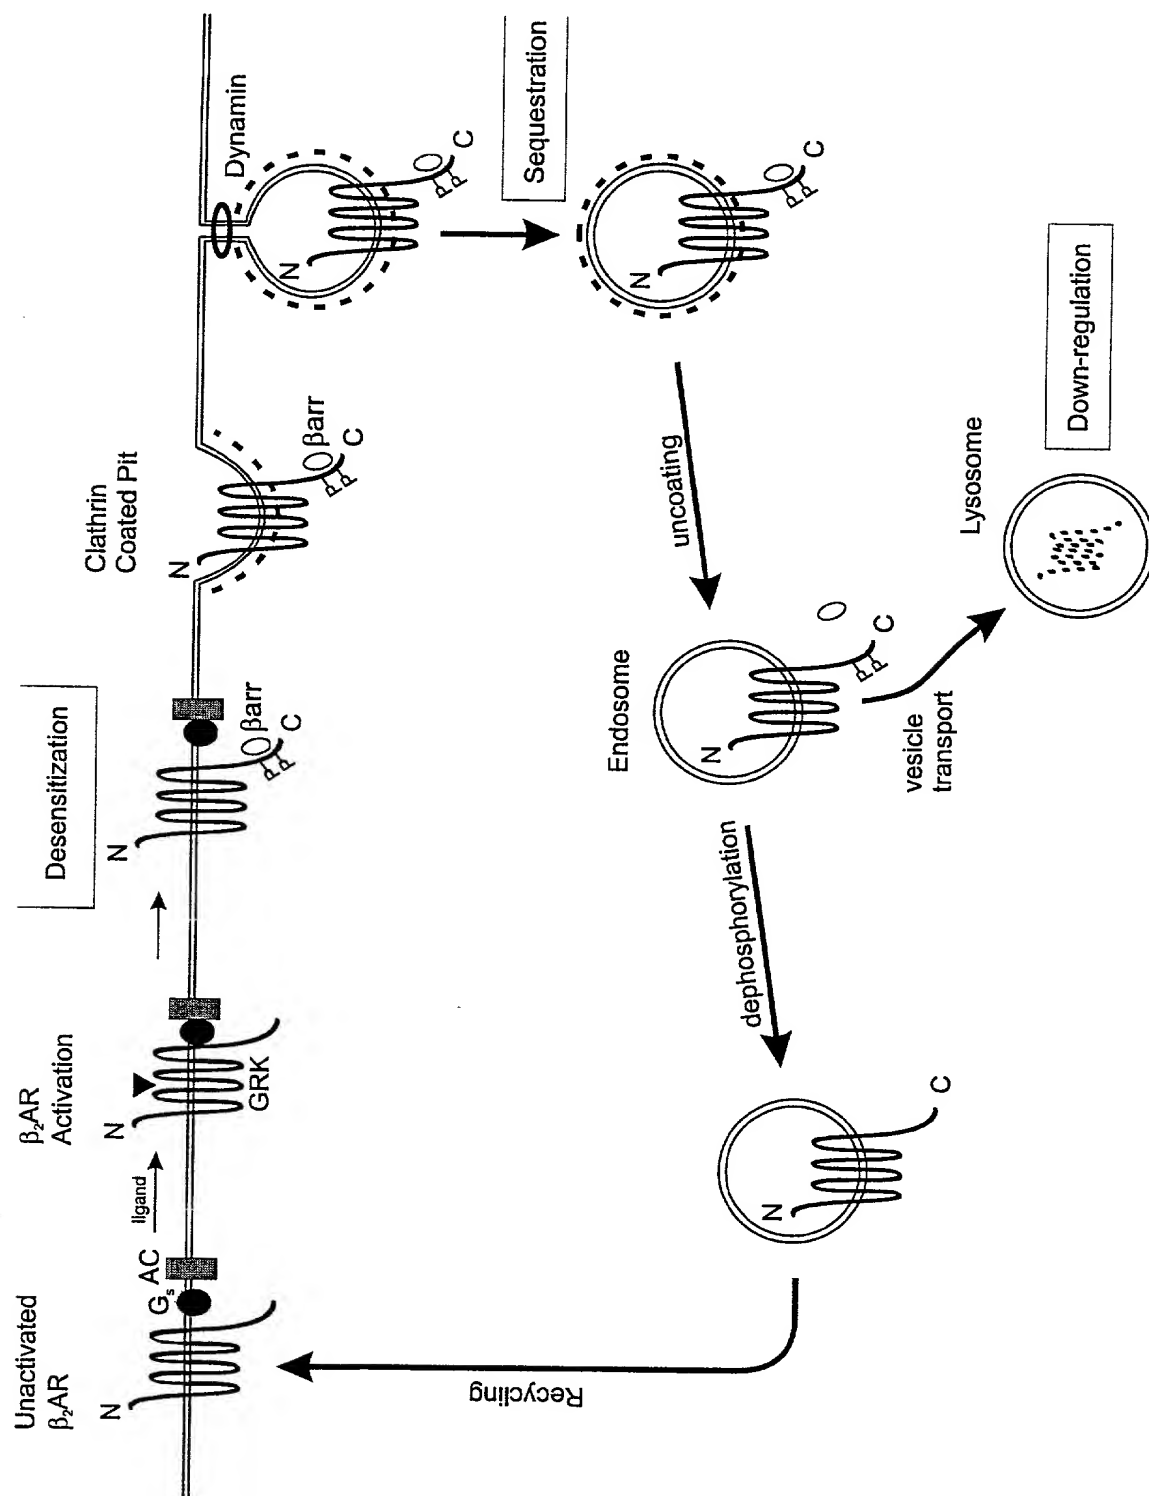 Unactivated
β₂AR
N
Gₛ
AC
ligand
β₂AR
Activation
N
GRK
Desensitization
N
βarr
C
Clathrin
Coated Pit
N
βarr
C
Dynamin
N
C
Sequestration
N
C
uncoating
Endosome
N
C
vesicle
transport
Lysosome
Down-regulation
dephosphorylation
N
C
Recycling